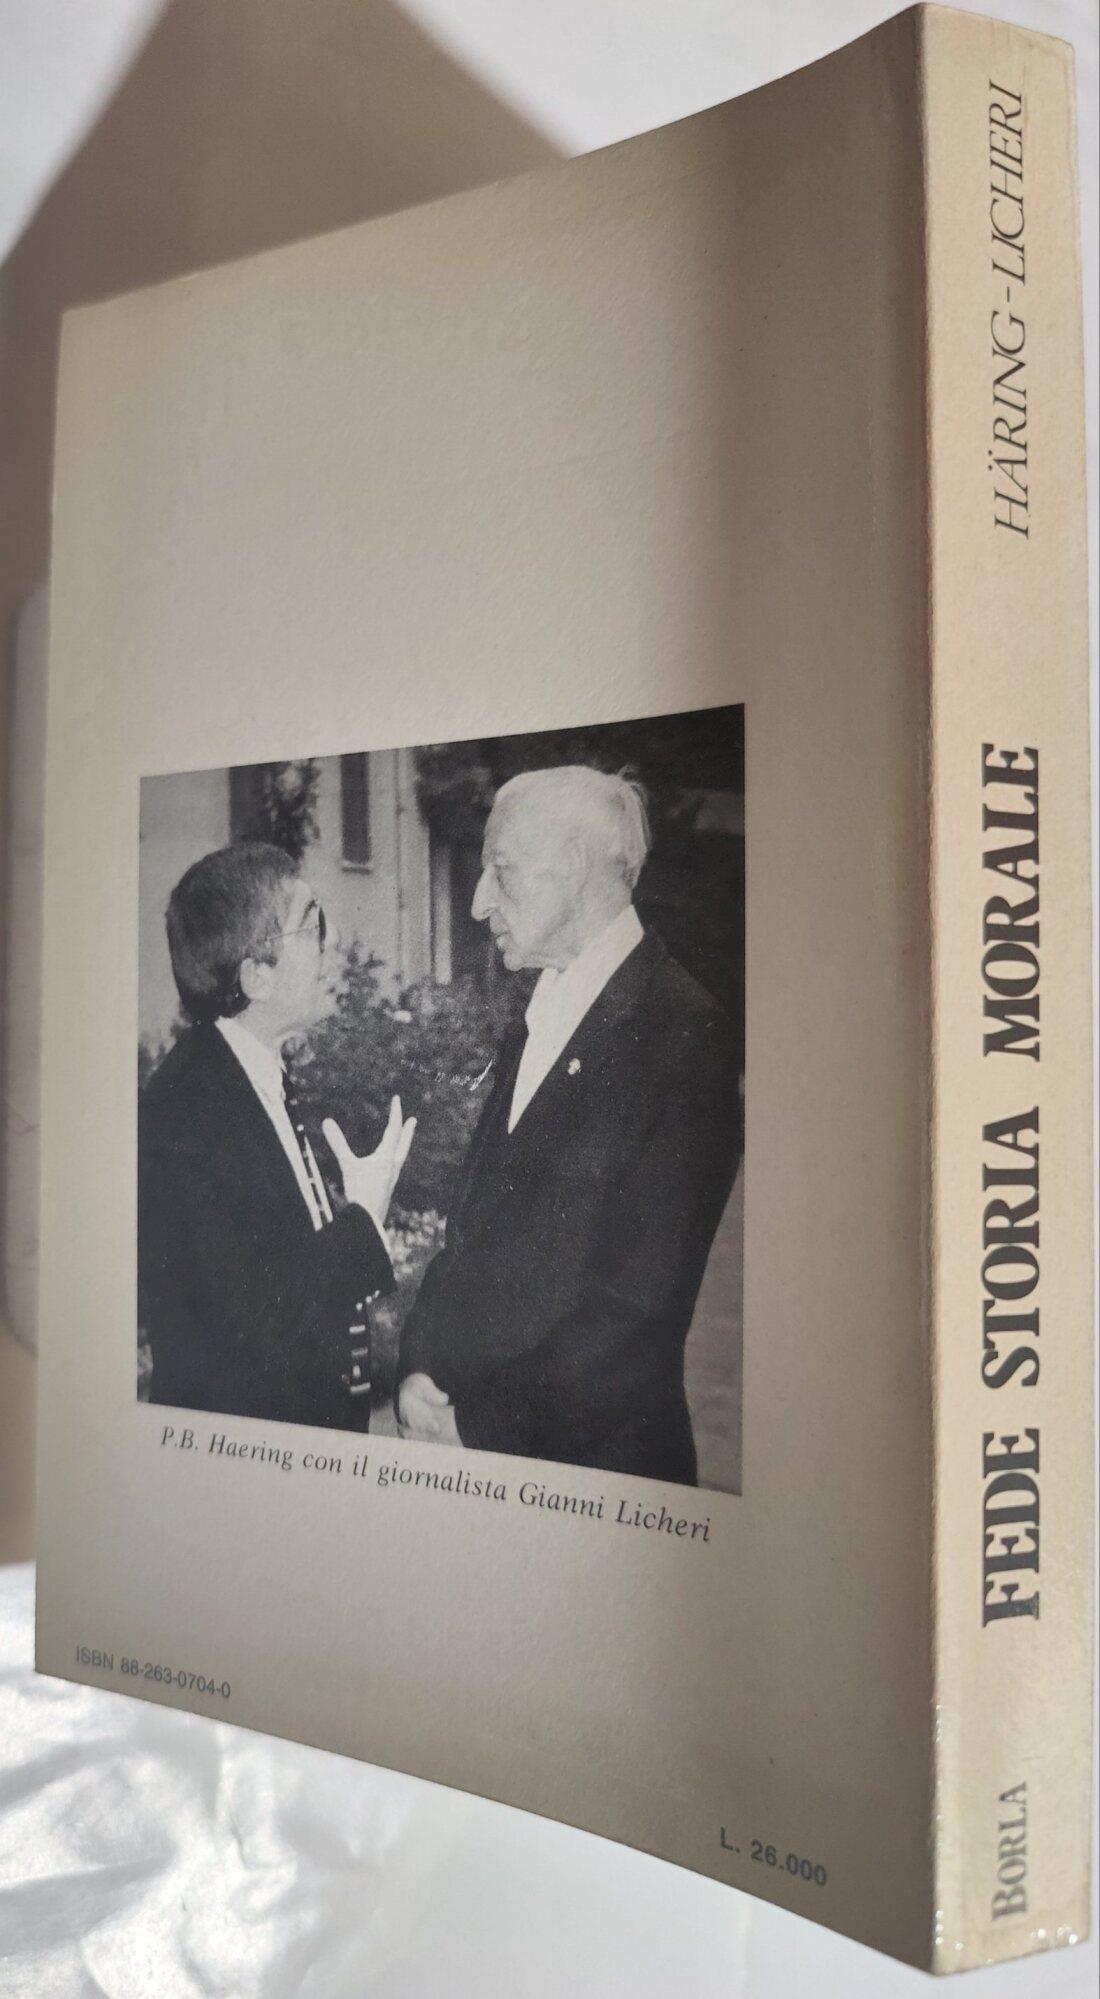 P.B. Haering con il giornalista Gianni Licheri
ISBN 88-263-0704-0
L. 26.000
HÄRING-LICHERI
FEDE STORIA MORALE
BORLA